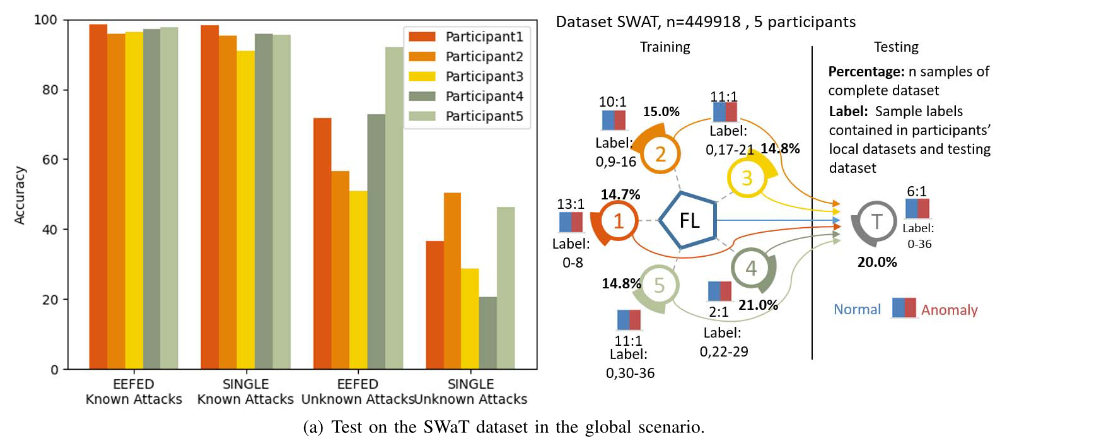 100
80
60
40
20
0
Accuracy
Participant1
Participant2
Participant3
Participant4
Participant5
EEFED
Known Attacks
SINGLE
Known Attacks
EEFED
Unknown Attacks
SINGLE
Unknown Attacks
Dataset SWAT, n=449918 , 5 participants
Training
Testing
Percentage: n samples of
complete dataset
Label: Sample labels
contained in participants'
local datasets and testing
dataset
10:1
Label:
0,9-16
15.0%
2
11:1
Label:
0,17-21
14.8%
3
13:1
Label:
0-8
14.7%
1
FL
14.8%
5
11:1
Label:
0,30-36
4
21.0%
2:1
Label:
0,22-29
T
20.0%
6:1
Label:
0-36
Normal
Anomaly
(a) Test on the SWaT dataset in the global scenario.